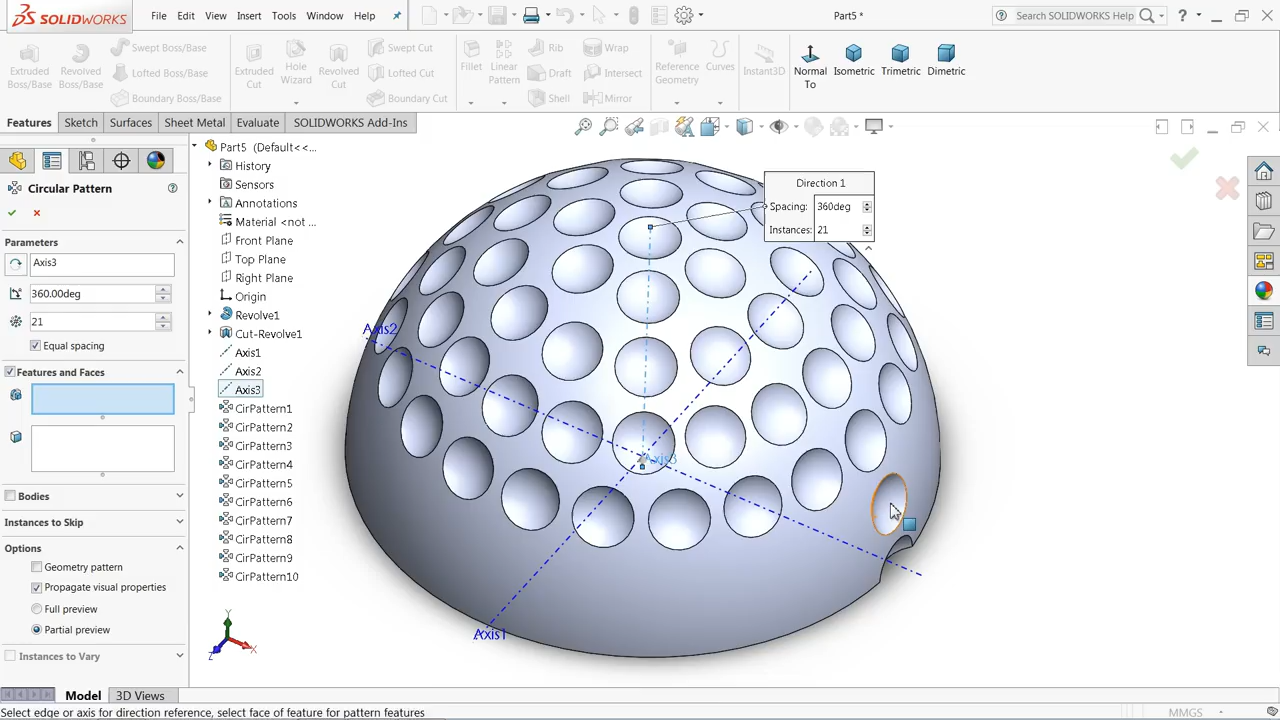 SOLIDWORKS File Edit View Insert Tools Window Help Part5 * Search SOLIDWORKS Help ?
Extruded Boss/Base Revolved Boss/Base Swept Boss/Base Lofted Boss/Base Boundary Boss/Base Extruded Cut Hole Wizard Revolved Cut Swept Cut Lofted Cut Boundary Cut Fillet Linear Pattern Rib Draft Shell Wrap Intersect Mirror Reference Geometry Curves Instant3D Normal To Isometric Trimetric Dimetric
Features Sketch Surfaces Sheet Metal Evaluate SOLIDWORKS Add-Ins
Circular Pattern
Parameters
Axis3
360.00deg
21
Equal spacing
Features and Faces
Bodies
Instances to Skip
Options
Geometry pattern
Propagate visual properties
Full preview
Partial preview
Instances to Vary
Part5 (Default<<...
History
Sensors
Annotations
Material <not ...
Front Plane
Top Plane
Right Plane
Origin
Revolve1
Cut-Revolve1
Axis1
Axis2
Axis3
CirPattern1
CirPattern2
CirPattern3
CirPattern4
CirPattern5
CirPattern6
CirPattern7
CirPattern8
CirPattern9
CirPattern10
Direction 1
Spacing: 360deg
Instances: 21
Axis2
Axis3
Axis1
Y
X
Z
Model 3D Views
Select edge or axis for direction reference, select face of feature for pattern features MMGS